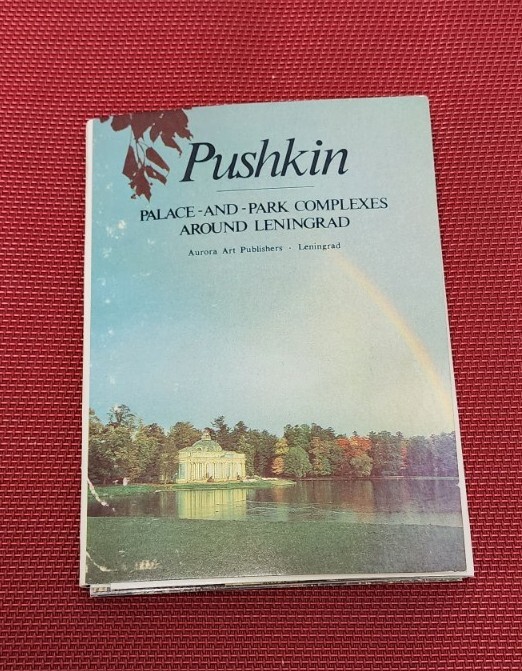 Pushkin
PALACE-AND-PARK COMPLEXES
AROUND LENINGRAD
Aurora Art Publishers · Leningrad